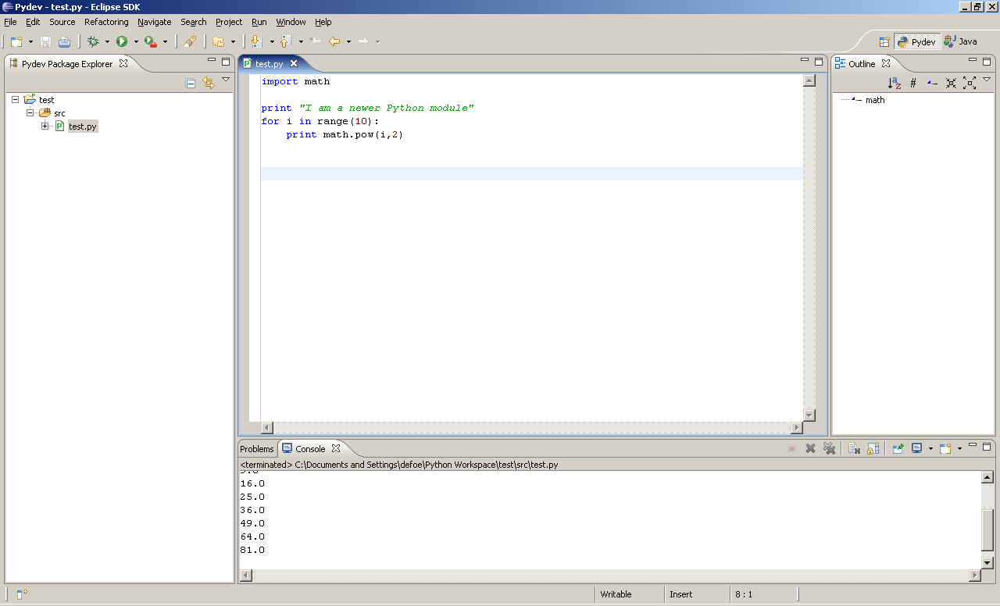 Pydev - test.py - Eclipse SDK
File Edit Source Refactoring Navigate Search Project Run Window Help
Pydev Java
Pydev Package Explorer
test
src
test.py
test.py
import math
print "I am a newer Python module"
for i in range(10):
    print math.pow(i,2)
Outline
math
Problems Console
<terminated> C:\Documents and Settings\defoe\Python Workspace\test\src\test.py
16.0
25.0
36.0
49.0
64.0
81.0
Writable Insert 8 : 1